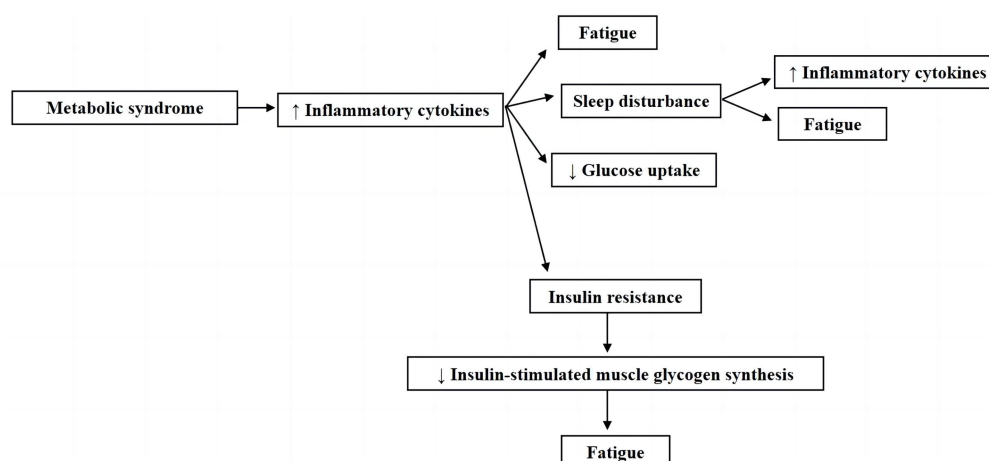 Fatigue
↑ Inflammatory cytokines
Metabolic syndrome
↑ Inflammatory cytokines
Sleep disturbance
Fatigue
↓ Glucose uptake
Insulin resistance
↓ Insulin-stimulated muscle glycogen synthesis
Fatigue